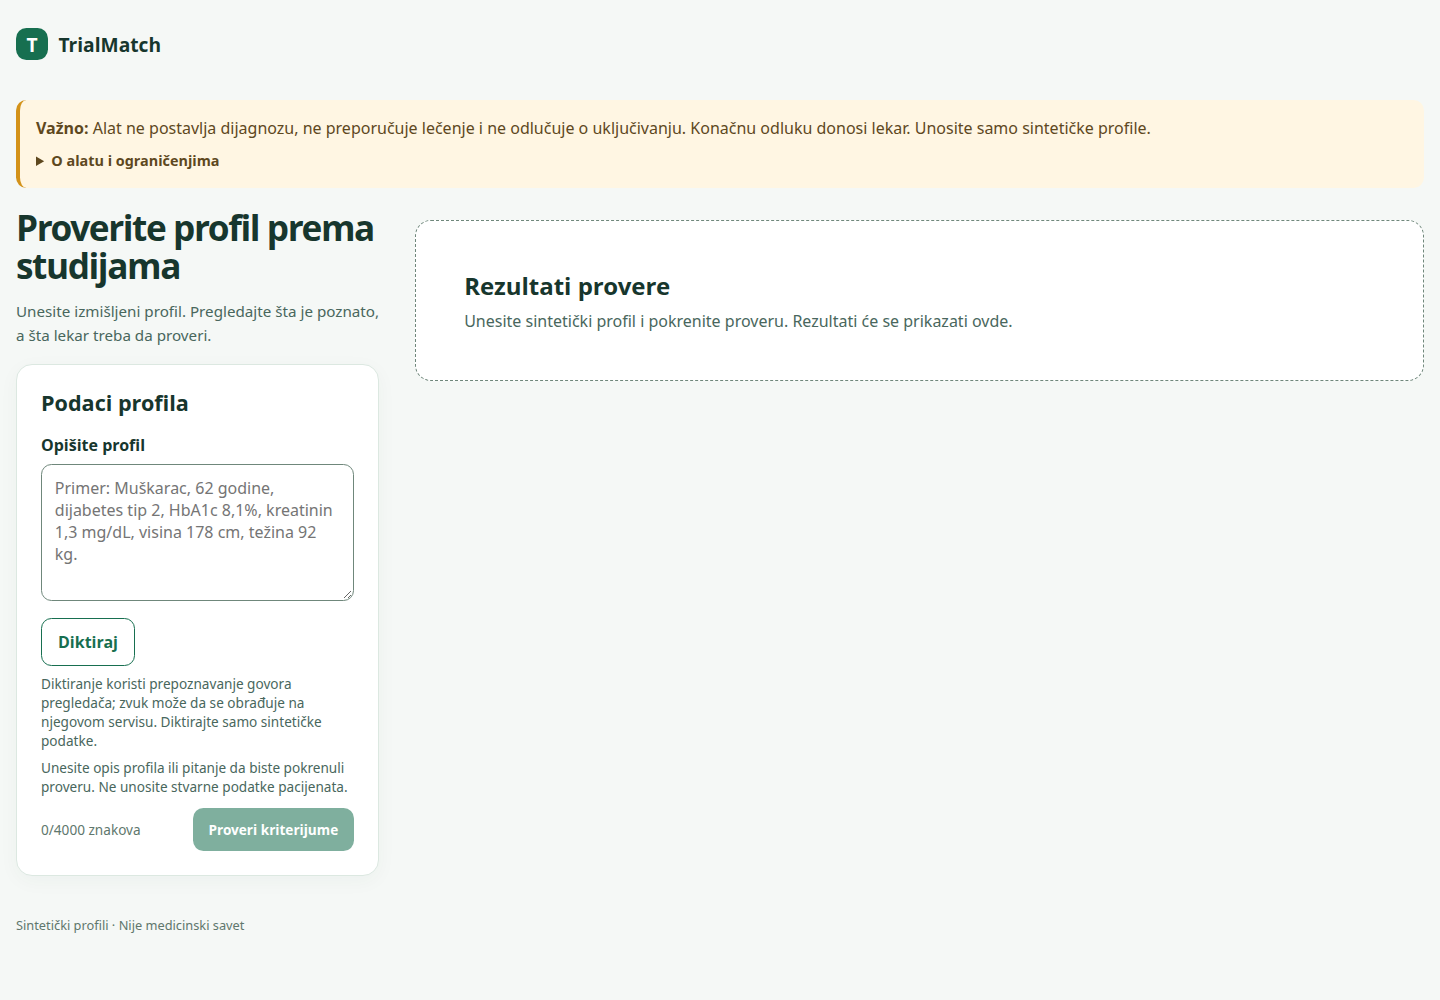 T TrialMatch
Važno: Alat ne postavlja dijagnozu, ne preporučuje lečenje i ne odlučuje o uključivanju. Konačnu odluku donosi lekar. Unosite samo sintetičke profile.
O alatu i ograničenjima
Proverite profil prema
studijama
Unesite izmišljeni profil. Pregledajte šta je poznato,
a šta lekar treba da proveri.
Podaci profila
Opišite profil
Primer: Muškarac, 62 godine,
dijabetes tip 2, HbA1c 8,1%, kreatinin
1,3 mg/dL, visina 178 cm, težina 92
kg.
Diktiraj
Diktiranje koristi prepoznavanje govora
pregledača; zvuk može da se obrađuje na
njegovom servisu. Diktirajte samo sintetičke
podatke.
Unesite opis profila ili pitanje da biste pokrenuli
proveru. Ne unosite stvarne podatke pacijenata.
0/4000 znakova
Proveri kriterijume
Rezultati provere
Unesite sintetički profil i pokrenite proveru. Rezultati će se prikazati ovde.
Sintetički profili · Nije medicinski savet